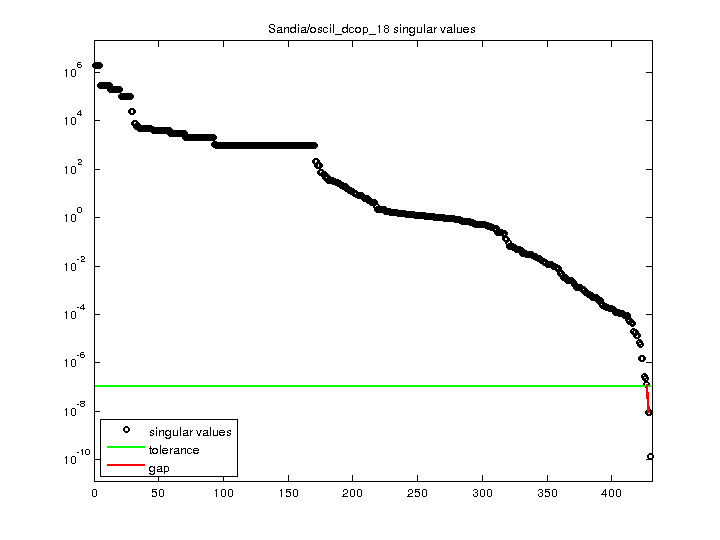 Sandia/oscil_dcop_18 singular values
10^6
10^4
10^2
10^0
10^-2
10^-4
10^-6
10^-8
10^-10
singular values
tolerance
gap
0 50 100 150 200 250 300 350 400